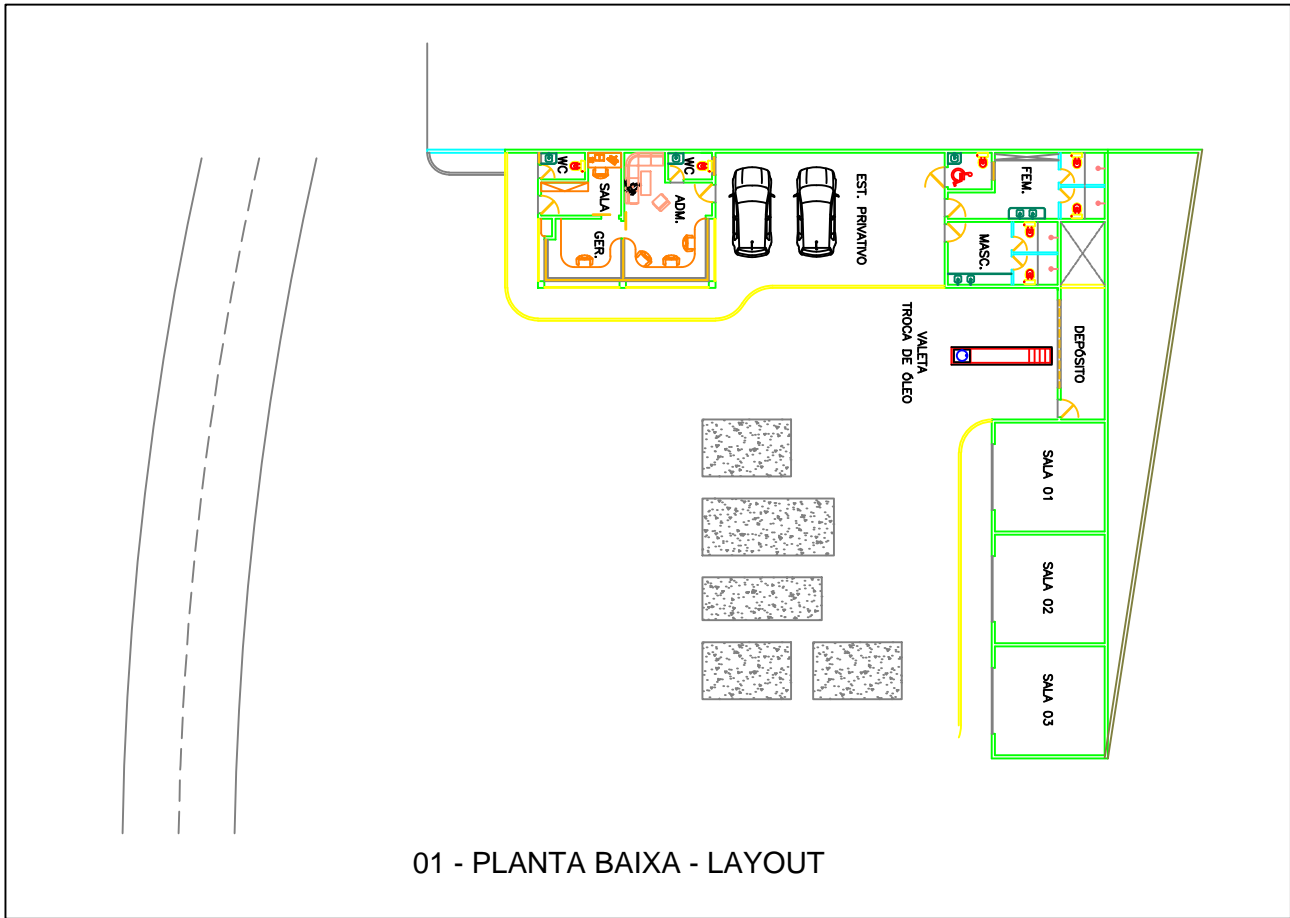 WC
SALA
GER.
WC
ADM.
EST. PRIVATIVO
FEM.
MASC.
VALETA
TROCA DE ÓLEO
DEPÓSITO
SALA 01
SALA 02
SALA 03
01 - PLANTA BAIXA - LAYOUT